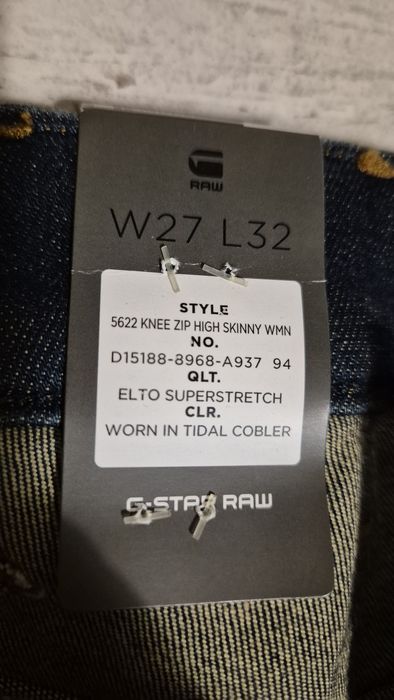 RAW
W27 L32
STYLE
5622 KNEE ZIP HIGH SKINNY WMN
NO.
D15188-8968-A937 94
QLT.
ELTO SUPERSTRETCH
CLR.
WORN IN TIDAL COBLER
G-STAR RAW